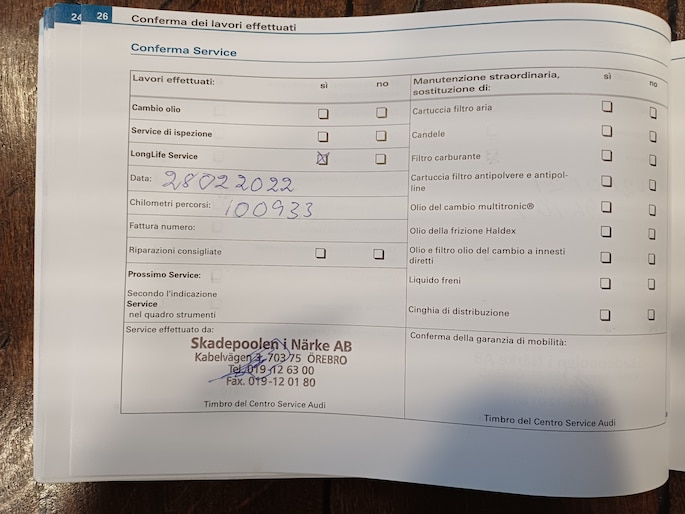 24 26 Conferma dei lavori effettuati
Conferma Service
Lavori effettuati: sì no
Cambio olio
Service di ispezione
LongLife Service
Data: 28022022
Chilometri percorsi: 100933
Fattura numero:
Riparazioni consigliate
Prossimo Service:
Secondo l'indicazione
Service
nel quadro strumenti
Service effettuato da:
Skadepoolen i Närke AB
Kabelvägen 3, 703 75 ÖREBRO
Tel. 019-12 63 00
Fax. 019-12 01 80
Timbro del Centro Service Audi
Manutenzione straordinaria, sì no
sostituzione di:
Cartuccia filtro aria
Candele
Filtro carburante
Cartuccia filtro antipolvere e antipol-
line
Olio del cambio multitronic®
Olio della frizione Haldex
Olio e filtro olio del cambio a innesti
diretti
Liquido freni
Cinghia di distribuzione
Conferma della garanzia di mobilità:
Timbro del Centro Service Audi